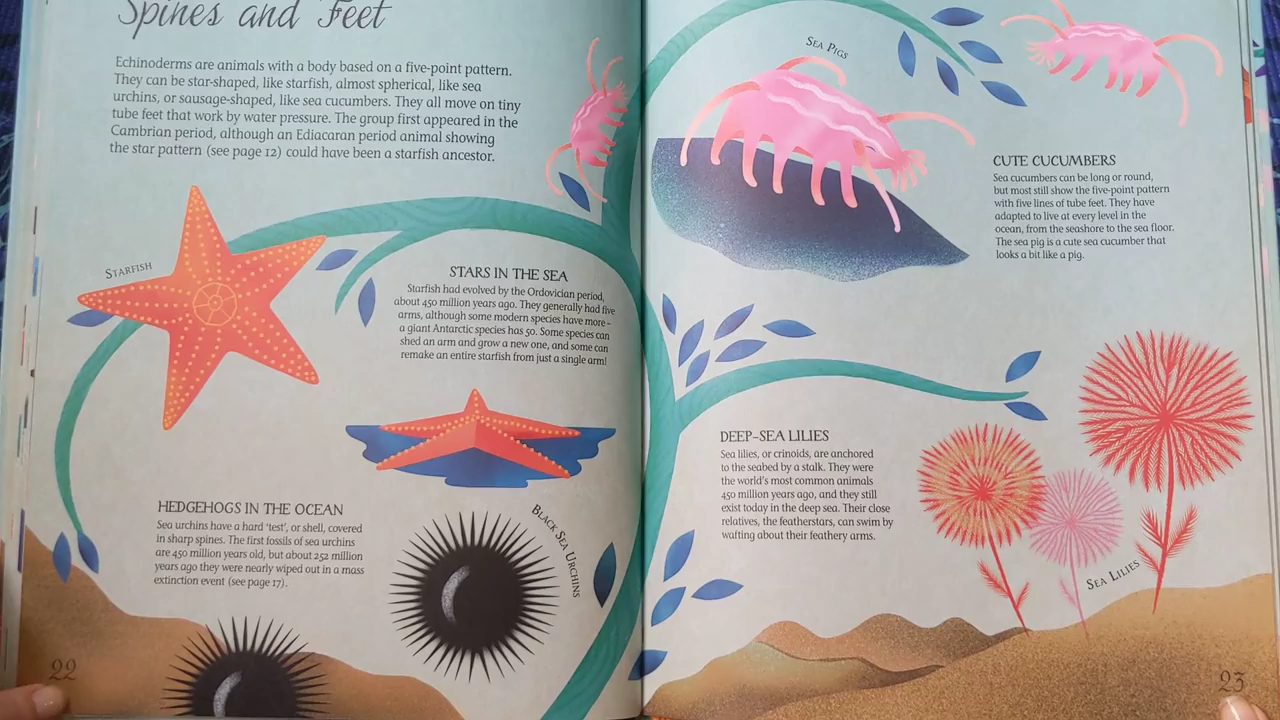 Spines and Feet
Echinoderms are animals with a body based on a five-point pattern.
They can be star-shaped, like starfish, almost spherical, like sea
urchins, or sausage-shaped, like sea cucumbers. They all move on tiny
tube feet that work by water pressure. The group first appeared in the
Cambrian period, although an Ediacaran period animal showing
the star pattern (see page 12) could have been a starfish ancestor.
STARFISH
STARS IN THE SEA
Starfish had evolved by the Ordovician period,
about 450 million years ago. They generally had five
arms, although some modern species have more –
a giant Antarctic species has 50. Some species can
shed an arm and grow a new one, and some can
remake an entire starfish from just a single arm!
HEDGEHOGS IN THE OCEAN
Sea urchins have a hard 'test', or shell, covered
in sharp spines. The first fossils of sea urchins
are 450 million years old, but about 252 million
years ago they were nearly wiped out in a mass
extinction event (see page 17).
BLACK SEA URCHINS
22
SEA PIGS
CUTE CUCUMBERS
Sea cucumbers can be long or round,
but most still show the five-point pattern
with five lines of tube feet. They have
adapted to live at every level in the
ocean, from the seashore to the sea floor.
The sea pig is a cute sea cucumber that
looks a bit like a pig.
DEEP-SEA LILIES
Sea lilies, or crinoids, are anchored
to the seabed by a stalk. They were
the world's most common animals
450 million years ago, and they still
exist today in the deep sea. Their close
relatives, the featherstars, can swim by
wafting about their feathery arms.
SEA LILIES
23